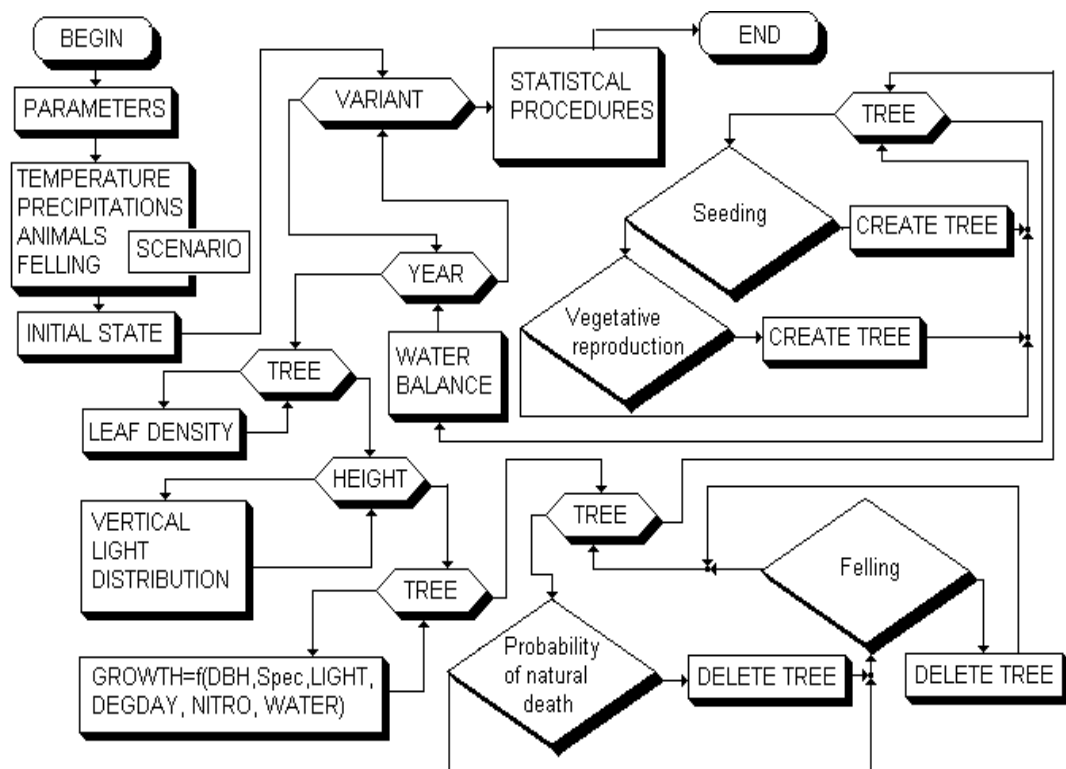 BEGIN
PARAMETERS
TEMPERATURE
PRECIPITATIONS
ANIMALS
FELLING
SCENARIO
INITIAL STATE
VARIANT
STATISTCAL
PROCEDURES
END
YEAR
WATER
BALANCE
TREE
LEAF DENSITY
HEIGHT
VERTICAL
LIGHT
DISTRIBUTION
TREE
GROWTH=f(DBH,Spec,LIGHT,
DEGDAY, NITRO, WATER)
TREE
Probability
of natural
death
DELETE TREE
Felling
DELETE TREE
TREE
Seeding
CREATE TREE
Vegetative
reproduction
CREATE TREE